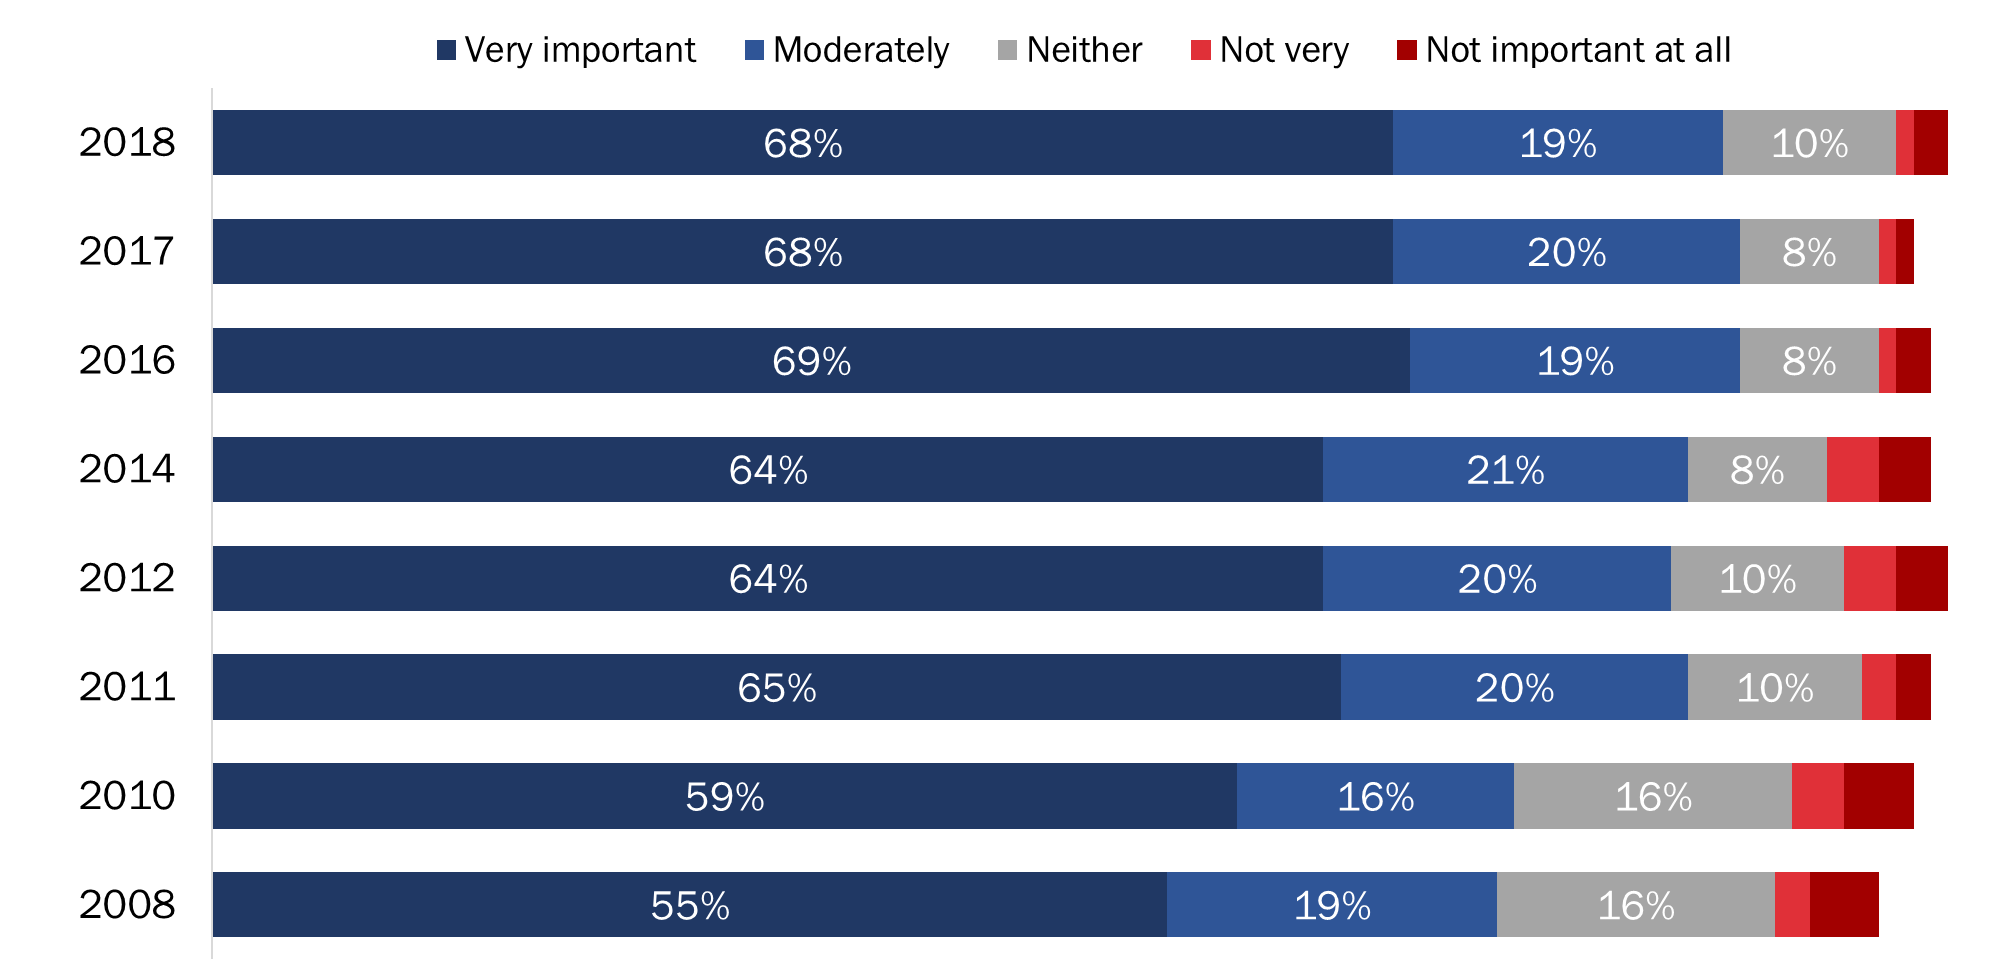 Very important Moderately Neither Not very Not important at all
2018 68% 19% 10%
2017 68% 20% 8%
2016 69% 19% 8%
2014 64% 21% 8%
2012 64% 20% 10%
2011 65% 20% 10%
2010 59% 16% 16%
2008 55% 19% 16%